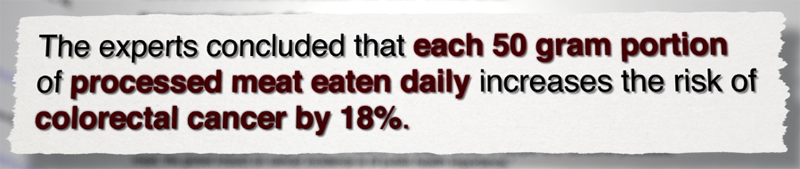 The experts concluded that each 50 gram portion
of processed meat eaten daily increases the risk of
colorectal cancer by 18%.